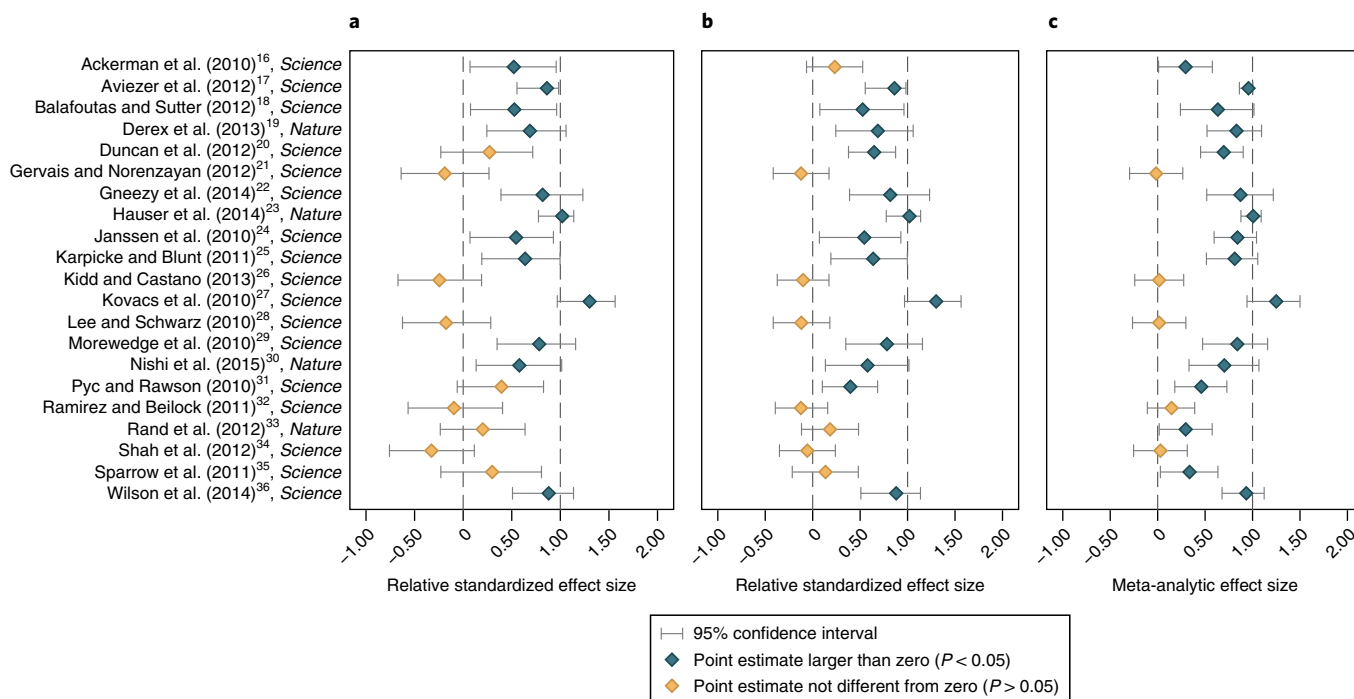 a
b
c
Ackerman et al. (2010)16, Science
Aviezer et al. (2012)17, Science
Balafoutas and Sutter (2012)18, Science
Derex et al. (2013)19, Nature
Duncan et al. (2012)20, Science
Gervais and Norenzayan (2012)21, Science
Gneezy et al. (2014)22, Science
Hauser et al. (2014)23, Nature
Janssen et al. (2010)24, Science
Karpicke and Blunt (2011)25, Science
Kidd and Castano (2013)26, Science
Kovacs et al. (2010)27, Science
Lee and Schwarz (2010)28, Science
Morewedge et al. (2010)29, Science
Nishi et al. (2015)30, Nature
Pyc and Rawson (2010)31, Science
Ramirez and Beilock (2011)32, Science
Rand et al. (2012)33, Nature
Shah et al. (2012)34, Science
Sparrow et al. (2011)35, Science
Wilson et al. (2014)36, Science
−1.00 −0.50 0 0.50 1.00 1.50 2.00
−1.00 −0.50 0 0.50 1.00 1.50 2.00
−1.00 −0.50 0 0.50 1.00 1.50 2.00
Relative standardized effect size
Relative standardized effect size
Meta-analytic effect size
95% confidence interval
Point estimate larger than zero (P < 0.05)
Point estimate not different from zero (P > 0.05)